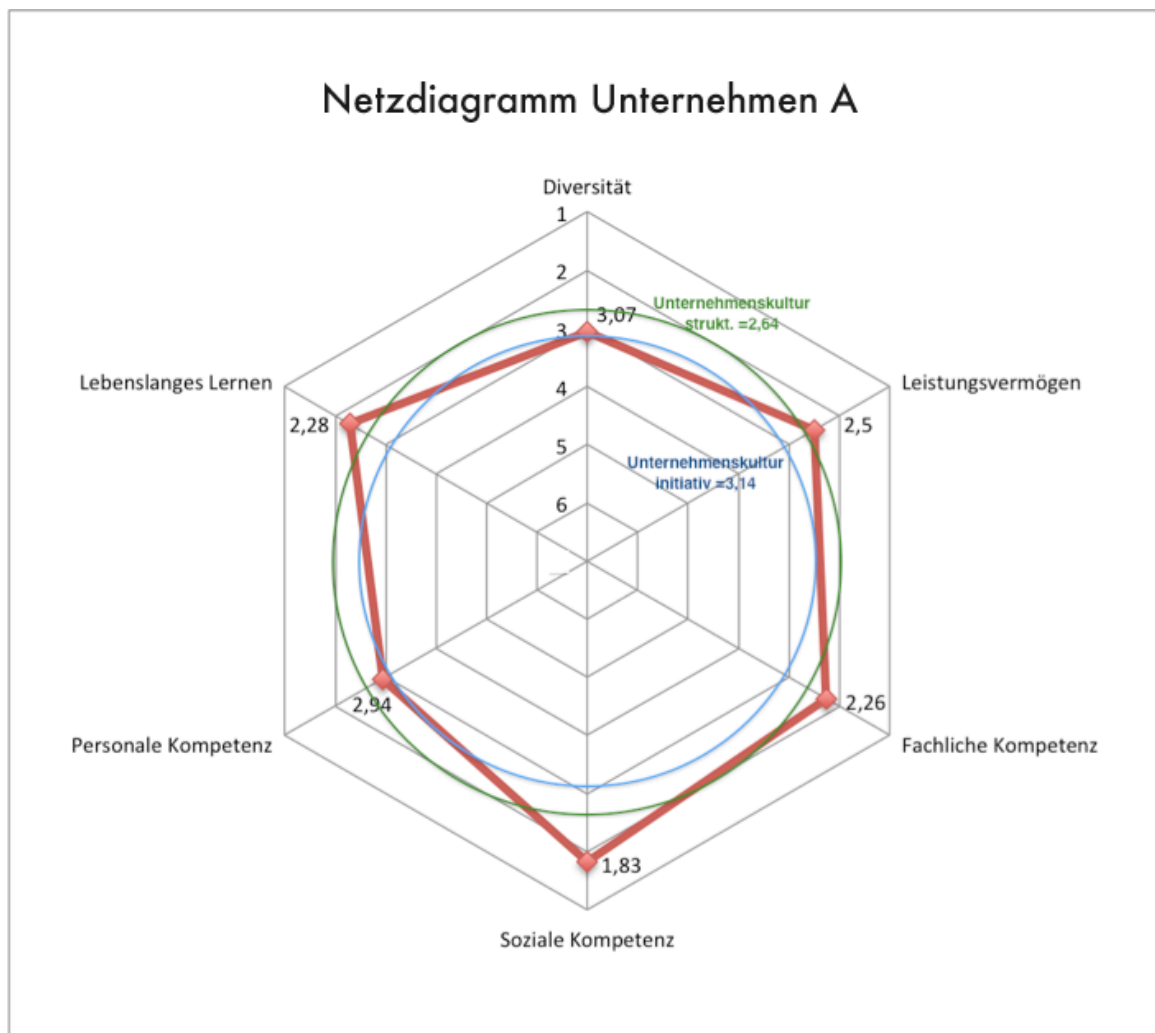 Netzdiagramm Unternehmen A
Diversität
1
2
Unternehmenskultur
strukt. =2,64
3,07
3
4
Lebenslanges Lernen
Leistungsvermögen
2,28
2,5
5
Unternehmenskultur
initiativ =3,14
6
2,94
2,26
Personale Kompetenz
Fachliche Kompetenz
1,83
Soziale Kompetenz